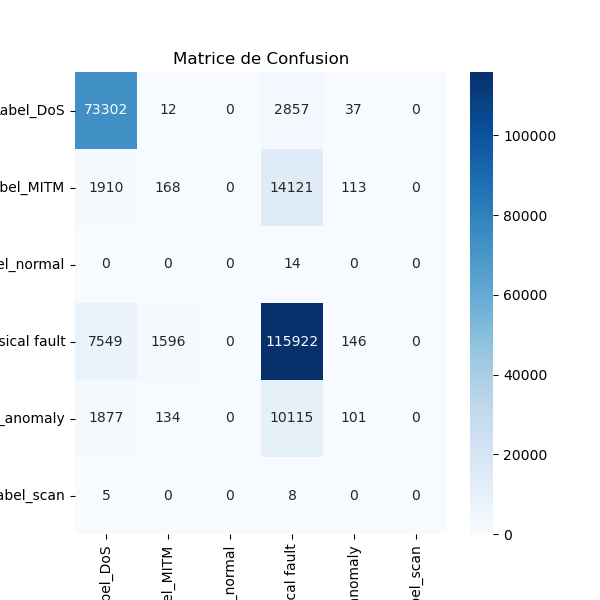 Matrice de Confusion
abel_DoS 73302 12 0 2857 37 0
bel_MITM 1910 168 0 14121 113 0
el_normal 0 0 0 14 0 0
sical fault 7549 1596 0 115922 146 0
_anomaly 1877 134 0 10115 101 0
abel_scan 5 0 0 8 0 0
bel_DoS
el_MITM
_normal
cal fault
nomaly
el_scan
100000
80000
60000
40000
20000
0